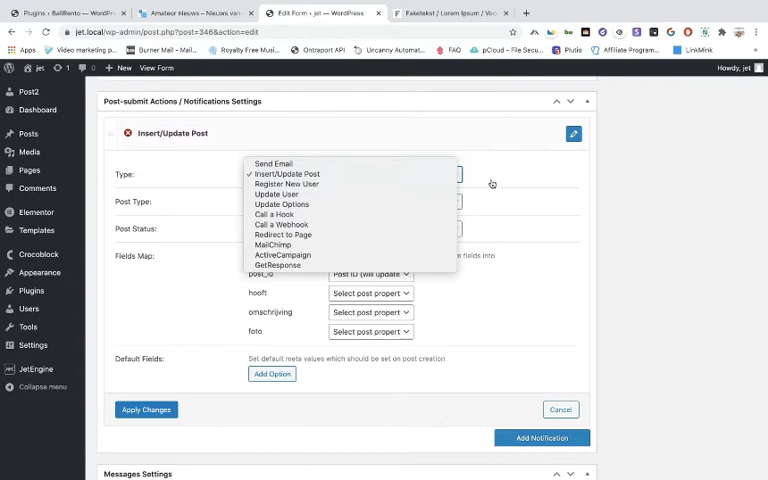 Plugins ‹ BaliRento — WordPress
Amateur nieuws – Nieuws van
Edit Form ‹ jet — WordPress
Faketekst / Lorem Ipsum / Voo
jet.local/wp-admin/post.php?post=346&action=edit
Apps
Video marketing p...
Burner Mail - Mail...
Royalty Free Musi...
Ontraport API
Uncanny Automat...
FAQ
pCloud - File Secu...
Plutio
Affiliate Program...
LinkMink
jet
1
0
New
View Form
Howdy, jet
Post2
Dashboard
Posts
Media
Pages
Comments
Elementor
Templates
Crocoblock
Appearance
Plugins
Users
Tools
Settings
JetEngine
Collapse menu
Post-submit Actions / Notifications Settings
Insert/Update Post
Type:
Send Email
✓ Insert/Update Post
Register New User
Update User
Update Options
Call a Hook
Call a Webhook
Redirect to Page
MailChimp
ActiveCampaign
GetResponse
Post Type:
Post Status:
Fields Map:
m fields into
post_id
Post ID (will update
hooft
Select post propert
omschrijving
Select post propert
foto
Select post propert
Default Fields:
Set default meta values which should be set on post creation
Add Option
Apply Changes
Cancel
Add Notification
Messages Settings